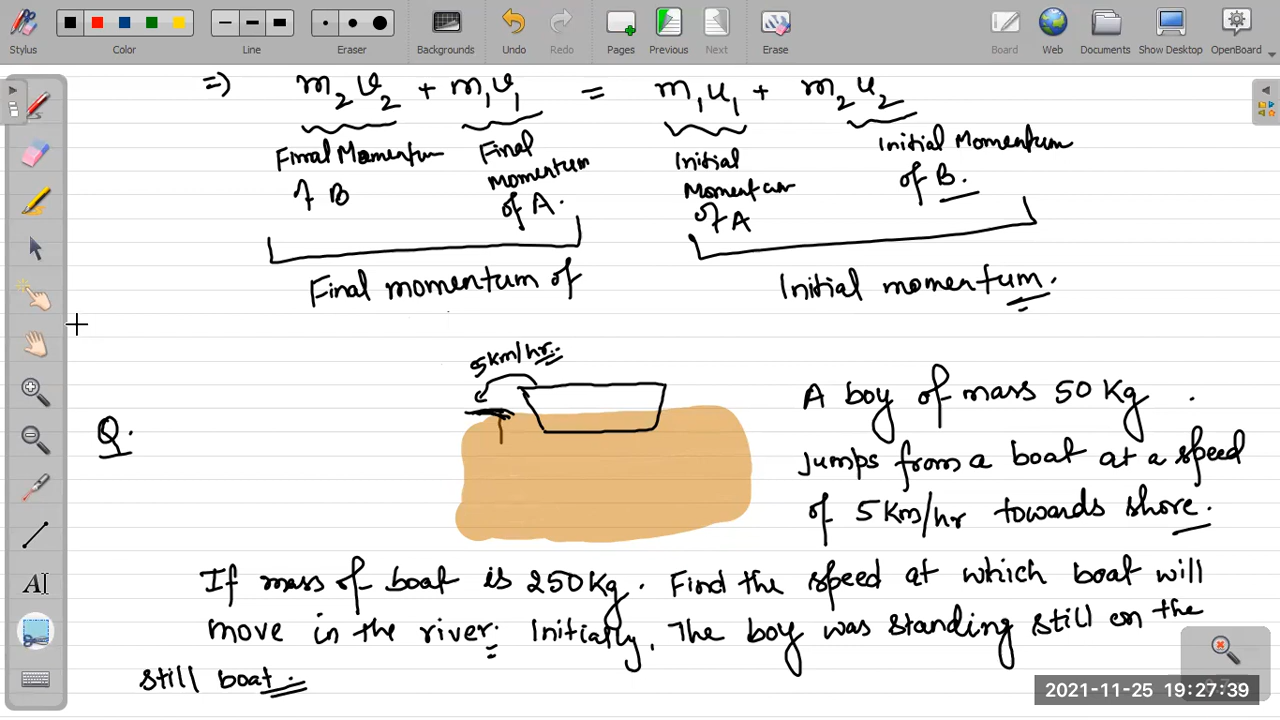 Stylus Color Line Eraser Backgrounds Undo Redo Pages Previous Next Erase Board Web Documents Show Desktop OpenBoard
=) m₂v₂ + m₁v₁ = m₁u₁ + m₂u₂
Final Momentum of B
Final Momentum of A.
Initial Momentum of A
Initial Momentum of B.
Final momentum of
Initial momentum.
5km/hr.
Q.
A boy of mass 50 Kg.
Jumps from a boat at a speed
of 5Km/hr towards shore.
If mass of boat is 250Kg. Find the speed at which boat will
move in the river. Initially, The boy was standing still on the
still boat.
2021-11-25 19:27:39